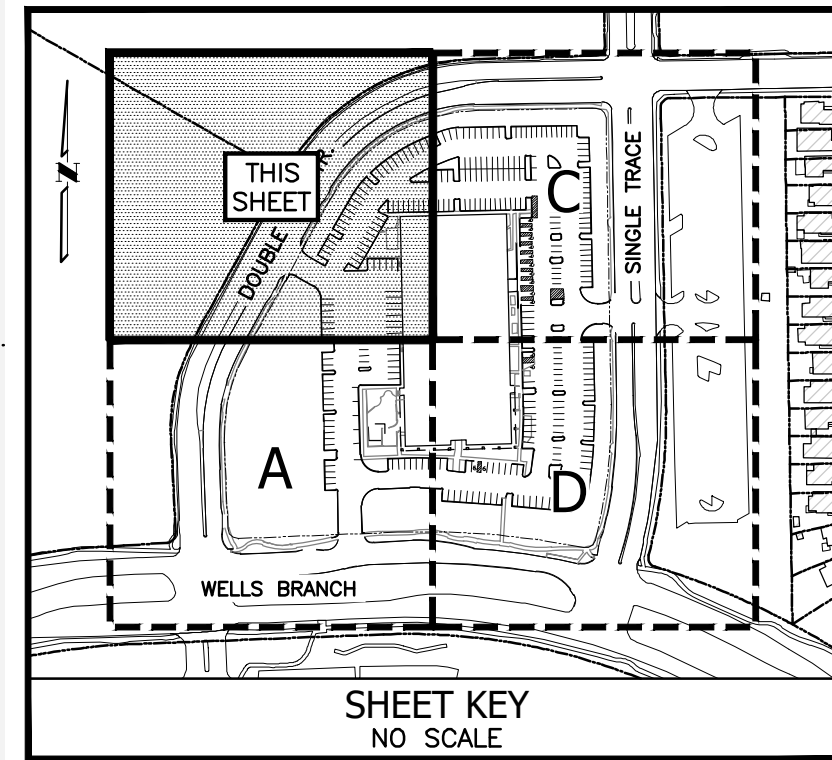 N
THIS
SHEET
DOUBLE
R.
C
SINGLE TRACE
A
D
WELLS BRANCH
SHEET KEY
NO SCALE